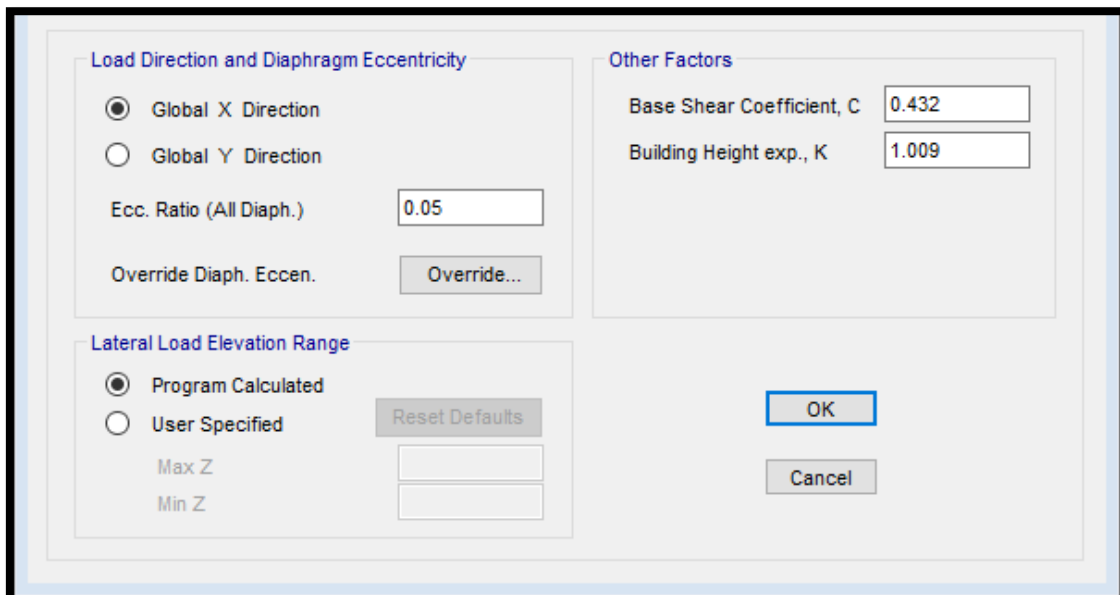 Load Direction and Diaphragm Eccentricity
Global X Direction
Global Y Direction
Ecc. Ratio (All Diaph.) 0.05
Override Diaph. Eccen. Override...
Other Factors
Base Shear Coefficient, C 0.432
Building Height exp., K 1.009
Lateral Load Elevation Range
Program Calculated
User Specified Reset Defaults
Max Z
Min Z
OK
Cancel